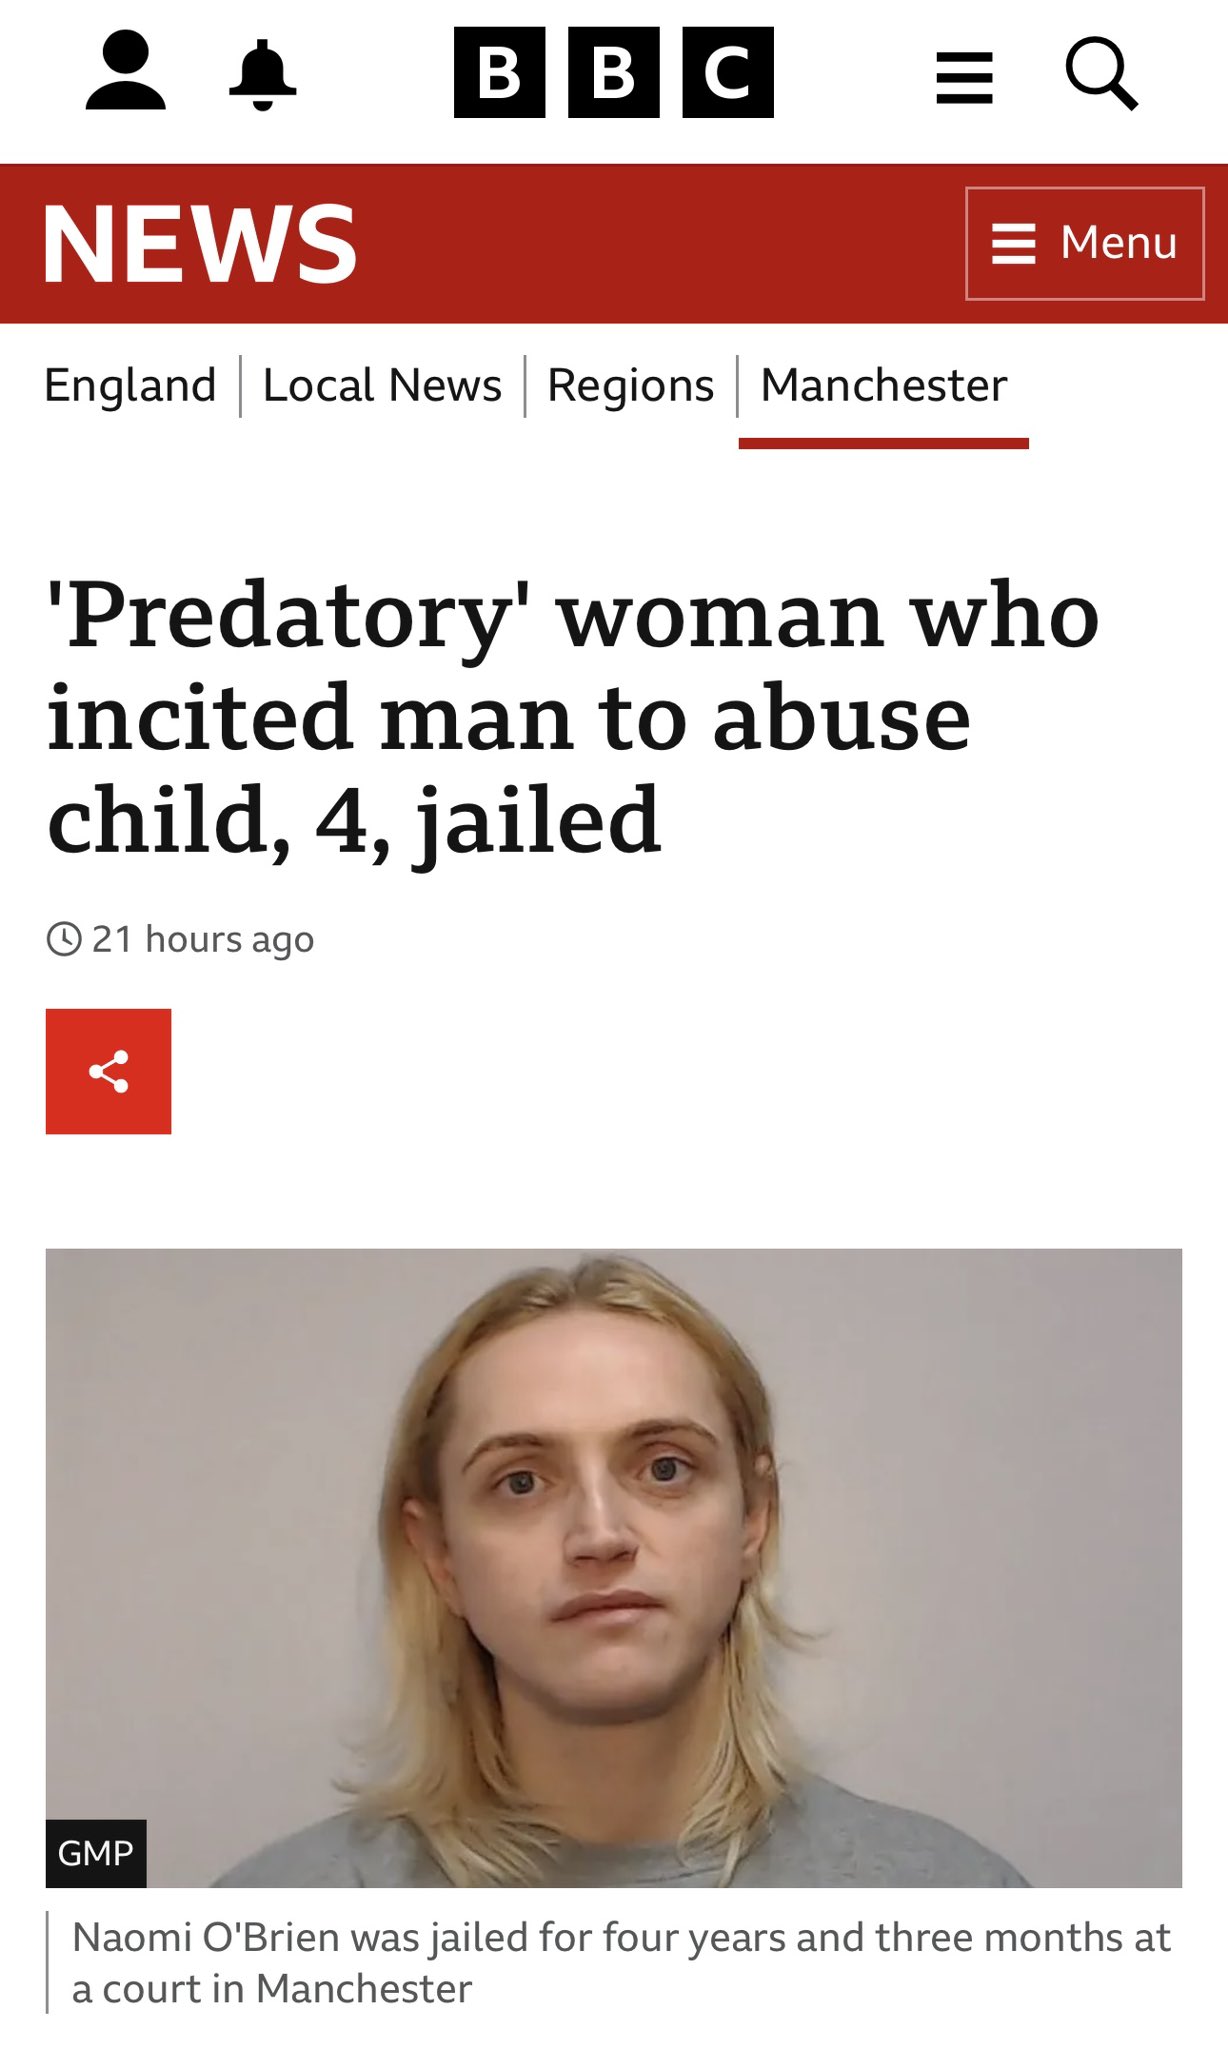 BBC
NEWS
Menu
England
Local News
Regions
Manchester
'Predatory' woman who
incited man to abuse
child, 4, jailed
21 hours ago
GMP
Naomi O'Brien was jailed for four years and three months at
a court in Manchester